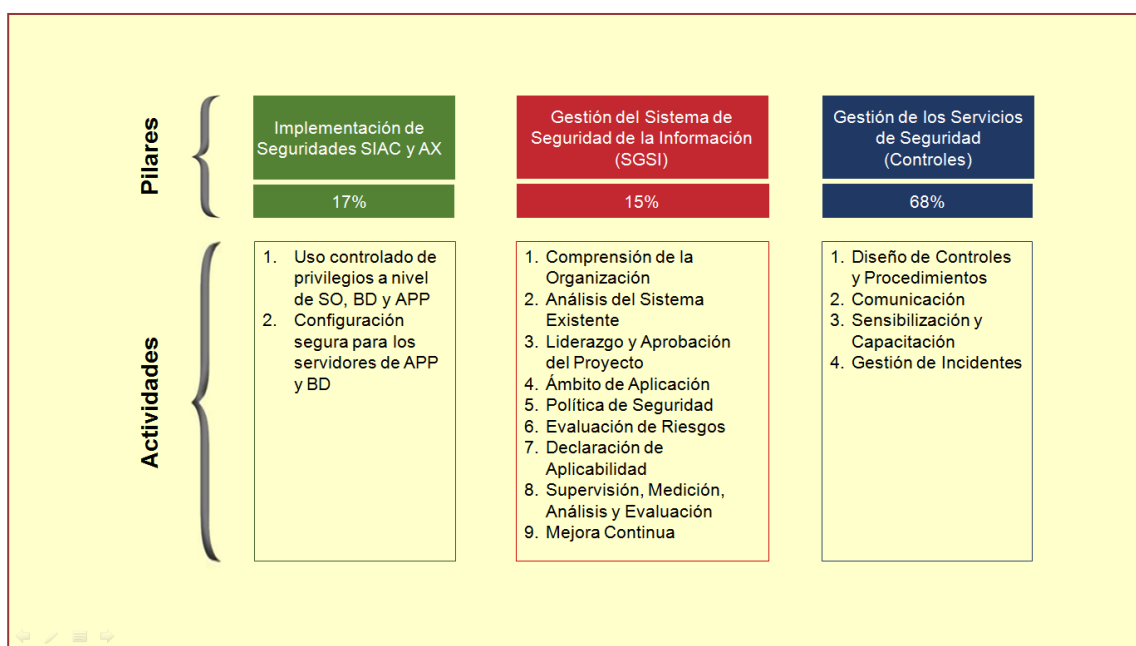 Pilares
Implementación de
Seguridades SIAC y AX
17%
Gestión del Sistema de
Seguridad de la Información
(SGSI)
15%
Gestión de los Servicios
de Seguridad
(Controles)
68%
Actividades
1. Uso controlado de
privilegios a nivel
de SO, BD y APP
2. Configuración
segura para los
servidores de APP
y BD
1. Comprensión de la
Organización
2. Análisis del Sistema
Existente
3. Liderazgo y Aprobación
del Proyecto
4. Ámbito de Aplicación
5. Política de Seguridad
6. Evaluación de Riesgos
7. Declaración de
Aplicabilidad
8. Supervisión, Medición,
Análisis y Evaluación
9. Mejora Continua
1. Diseño de Controles
y Procedimientos
2. Comunicación
3. Sensibilización y
Capacitación
4. Gestión de Incidentes